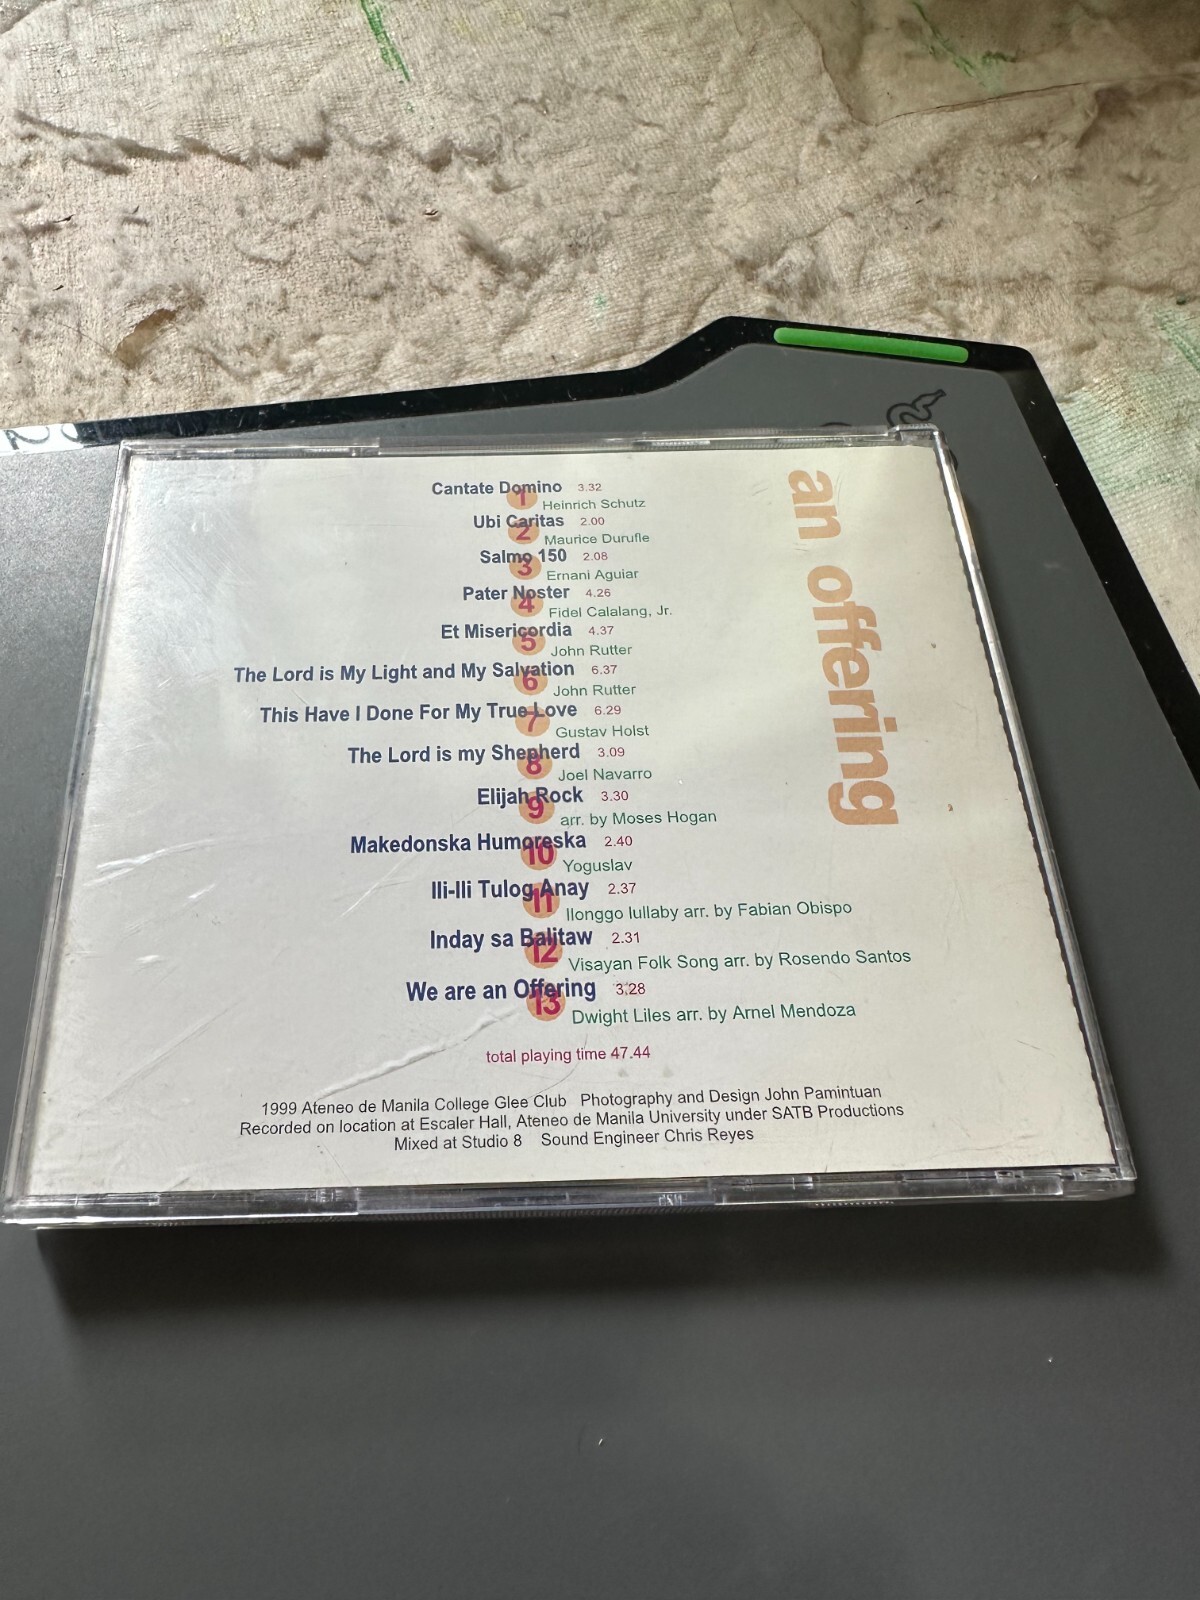 Cantate Domino 3.32
1 Heinrich Schutz
Ubi Caritas 2.00
2 Maurice Durufle
Salmo 150 2.08
3 Ernani Aguiar
Pater Noster 4.26
4 Fidel Calalang, Jr.
Et Misericordia 4.37
5 John Rutter
The Lord is My Light and My Salvation 6.37
6 John Rutter
This Have I Done For My True Love 6.29
7 Gustav Holst
The Lord is my Shepherd 3.09
8 Joel Navarro
Elijah Rock 3.30
9 arr. by Moses Hogan
Makedonska Humoreska 2.40
10 Yoguslav
Ili-Ili Tulog Anay 2.37
11 Ilonggo lullaby arr. by Fabian Obispo
Inday sa Balitaw 2.31
12 Visayan Folk Song arr. by Rosendo Santos
We are an Offering 3.28
13 Dwight Liles arr. by Arnel Mendoza
total playing time 47.44
1999 Ateneo de Manila College Glee Club Photography and Design John Pamintuan
Recorded on location at Escaler Hall, Ateneo de Manila University under SATB Productions
Mixed at Studio 8 Sound Engineer Chris Reyes
an offering